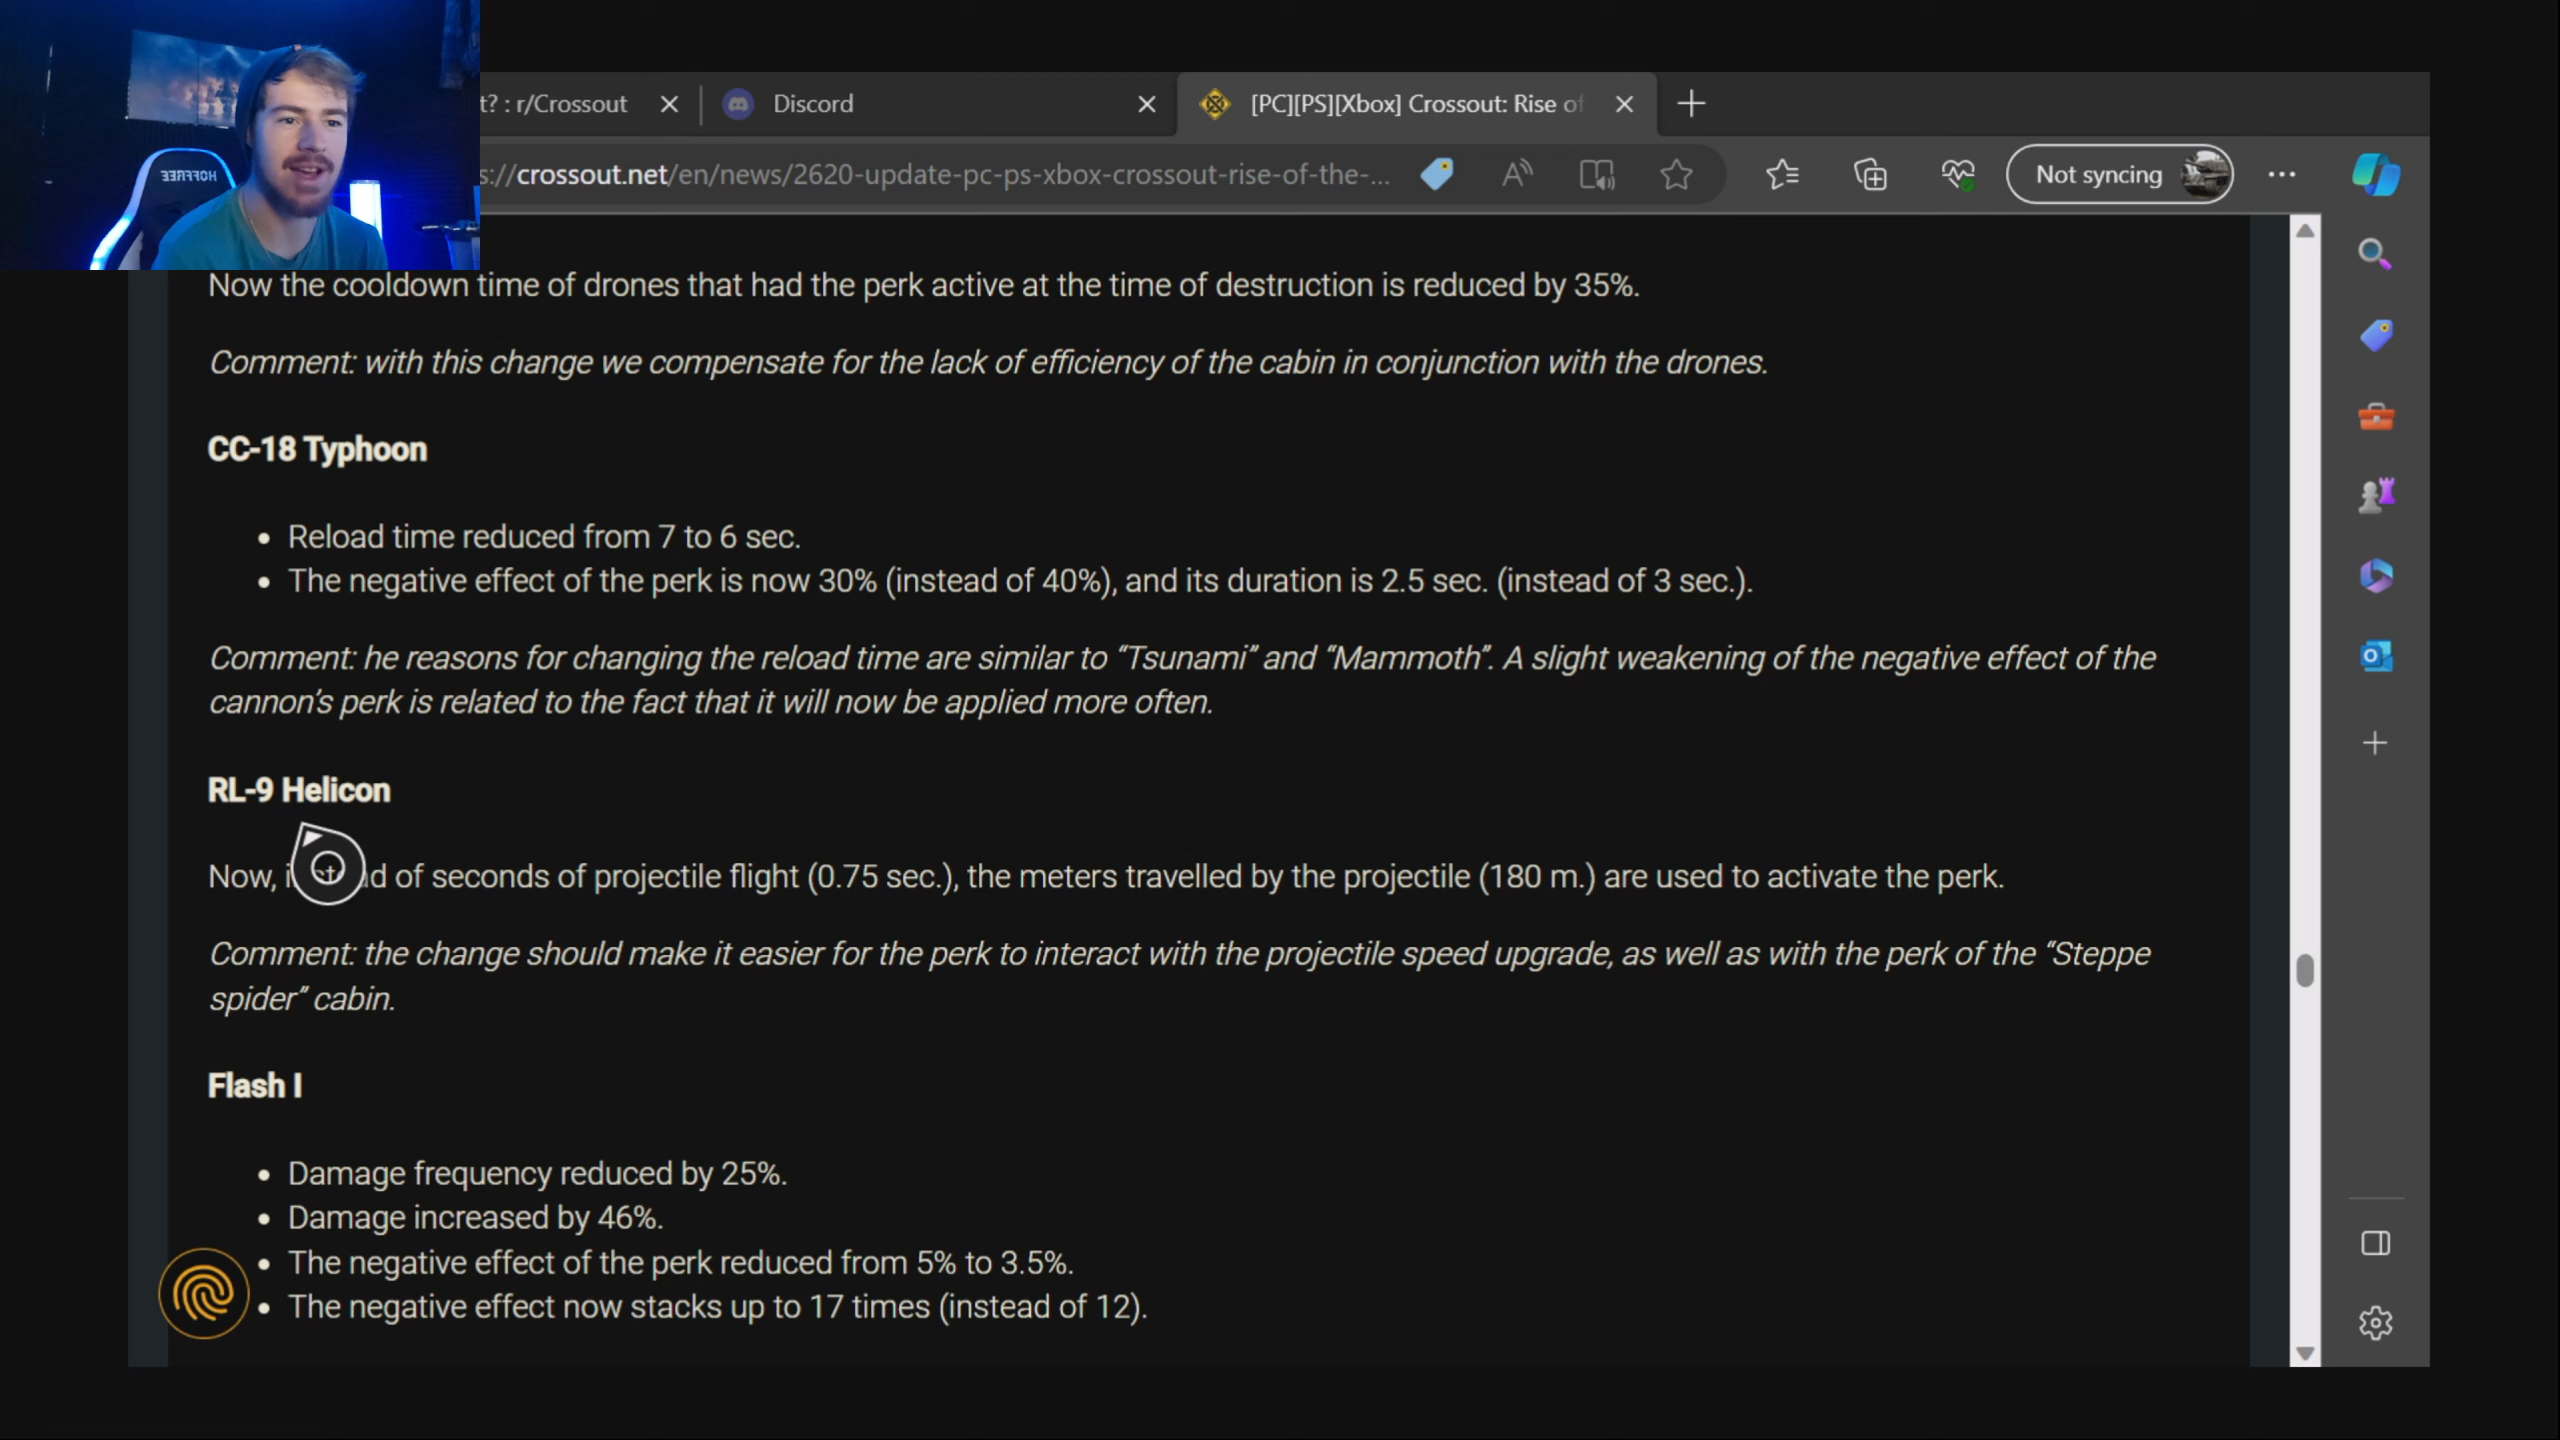 t? : r/Crossout
Discord
[PC][PS][Xbox] Crossout: Rise of
s://crossout.net/en/news/2620-update-pc-ps-xbox-crossout-rise-of-the-...
Not syncing
HOFFREE
Now the cooldown time of drones that had the perk active at the time of destruction is reduced by 35%.
Comment: with this change we compensate for the lack of efficiency of the cabin in conjunction with the drones.
CC-18 Typhoon
• Reload time reduced from 7 to 6 sec.
• The negative effect of the perk is now 30% (instead of 40%), and its duration is 2.5 sec. (instead of 3 sec.).
Comment: he reasons for changing the reload time are similar to “Tsunami” and “Mammoth”. A slight weakening of the negative effect of the
cannon’s perk is related to the fact that it will now be applied more often.
RL-9 Helicon
Now, instead of seconds of projectile flight (0.75 sec.), the meters travelled by the projectile (180 m.) are used to activate the perk.
Comment: the change should make it easier for the perk to interact with the projectile speed upgrade, as well as with the perk of the “Steppe
spider” cabin.
Flash I
• Damage frequency reduced by 25%.
• Damage increased by 46%.
• The negative effect of the perk reduced from 5% to 3.5%.
• The negative effect now stacks up to 17 times (instead of 12).